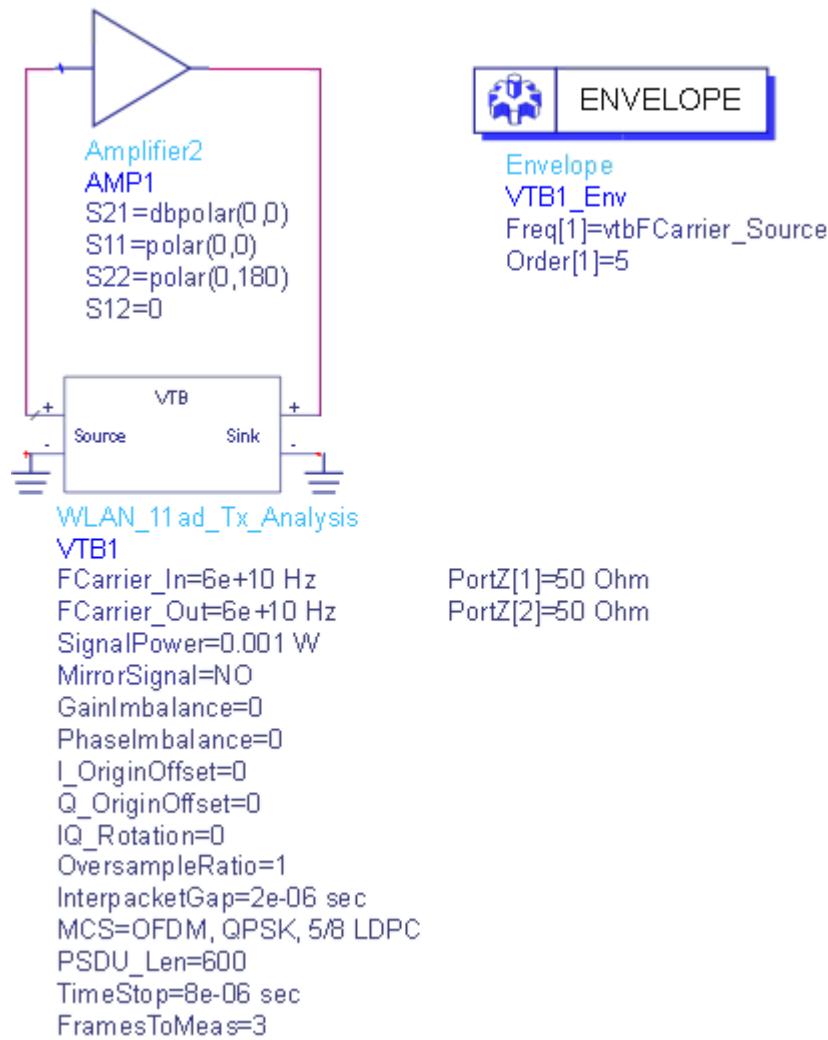 ENVELOPE
Amplifier2
AMP1
S21=dbpolar(0,0)
S11=polar(0,0)
S22=polar(0,180)
S12=0
Envelope
VTB1_Env
Freq[1]=vtbFCarrier_Source
Order[1]=5
VTB
+ +
Source Sink
- -
WLAN_11ad_Tx_Analysis
VTB1
FCarrier_In=6e+10 Hz PortZ[1]=50 Ohm
FCarrier_Out=6e+10 Hz PortZ[2]=50 Ohm
SignalPower=0.001 W
MirrorSignal=NO
GainImbalance=0
PhaseImbalance=0
I_OriginOffset=0
Q_OriginOffset=0
IQ_Rotation=0
OversampleRatio=1
InterpacketGap=2e-06 sec
MCS=OFDM, QPSK, 5/8 LDPC
PSDU_Len=600
TimeStop=8e-06 sec
FramesToMeas=3